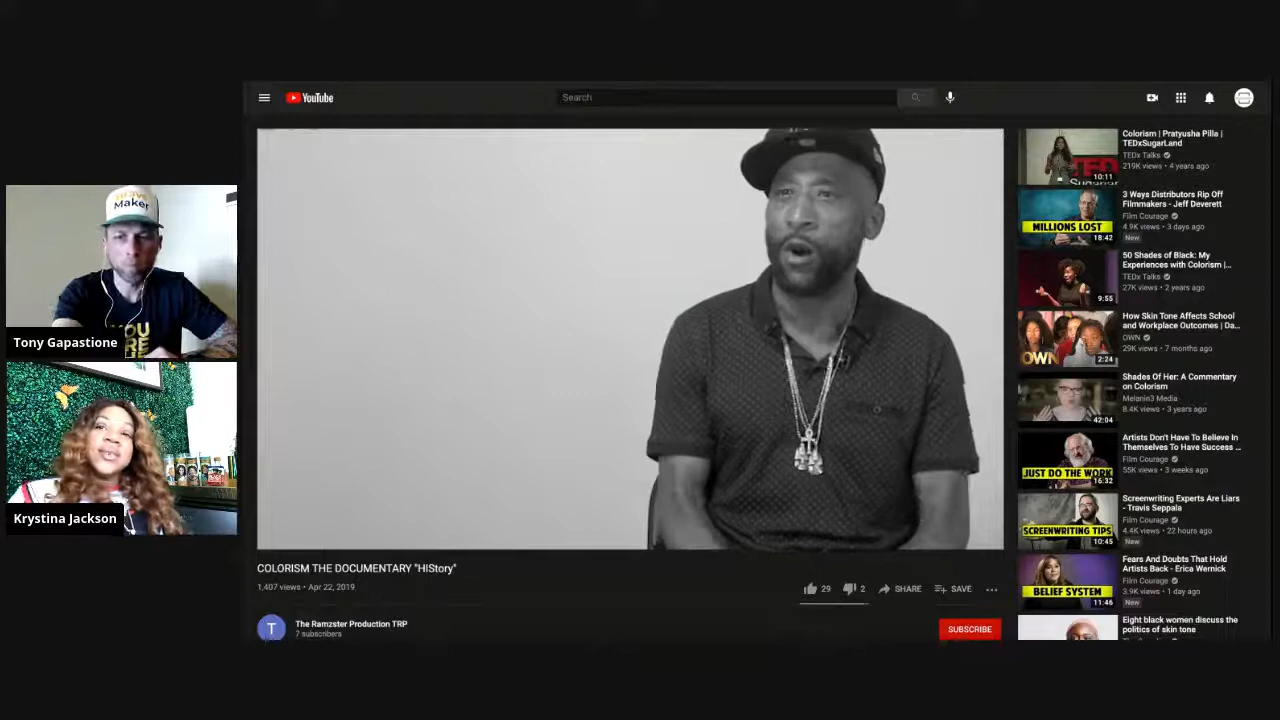 YouTube
Search
Maker
Tony Gapastione
YOU
Krystina Jackson
COLORISM THE DOCUMENTARY "HIStory"
1,407 views • Apr 22, 2019
29
2
SHARE
SAVE
T
The Ramzster Production TRP
7 subscribers
SUBSCRIBE
TED
10:11
Colorism | Pratyusha Pilla |
TEDxSugarLand
TEDx Talks
219K views • 4 years ago
MILLIONS LOST
18:42
3 Ways Distributors Rip Off
Filmmakers - Jeff Deverett
Film Courage
4.9K views • 3 days ago
New
9:55
50 Shades of Black: My
Experiences with Colorism |...
TEDx Talks
27K views • 2 years ago
OWN
2:24
How Skin Tone Affects School
and Workplace Outcomes | Da...
OWN
29K views • 7 months ago
42:04
Shades Of Her: A Commentary
on Colorism
Melanin3 Media
8.4K views • 3 years ago
JUST DO THE WORK
16:32
Artists Don't Have To Believe In
Themselves To Have Success ...
Film Courage
55K views • 3 weeks ago
SCREENWRITING TIPS
10:45
Screenwriting Experts Are Liars
- Travis Seppala
Film Courage
4.4K views • 22 hours ago
New
BELIEF SYSTEM
11:46
Fears And Doubts That Hold
Artists Back - Erica Wernick
Film Courage
3.9K views • 1 day ago
New
Eight black women discuss the
politics of skin tone